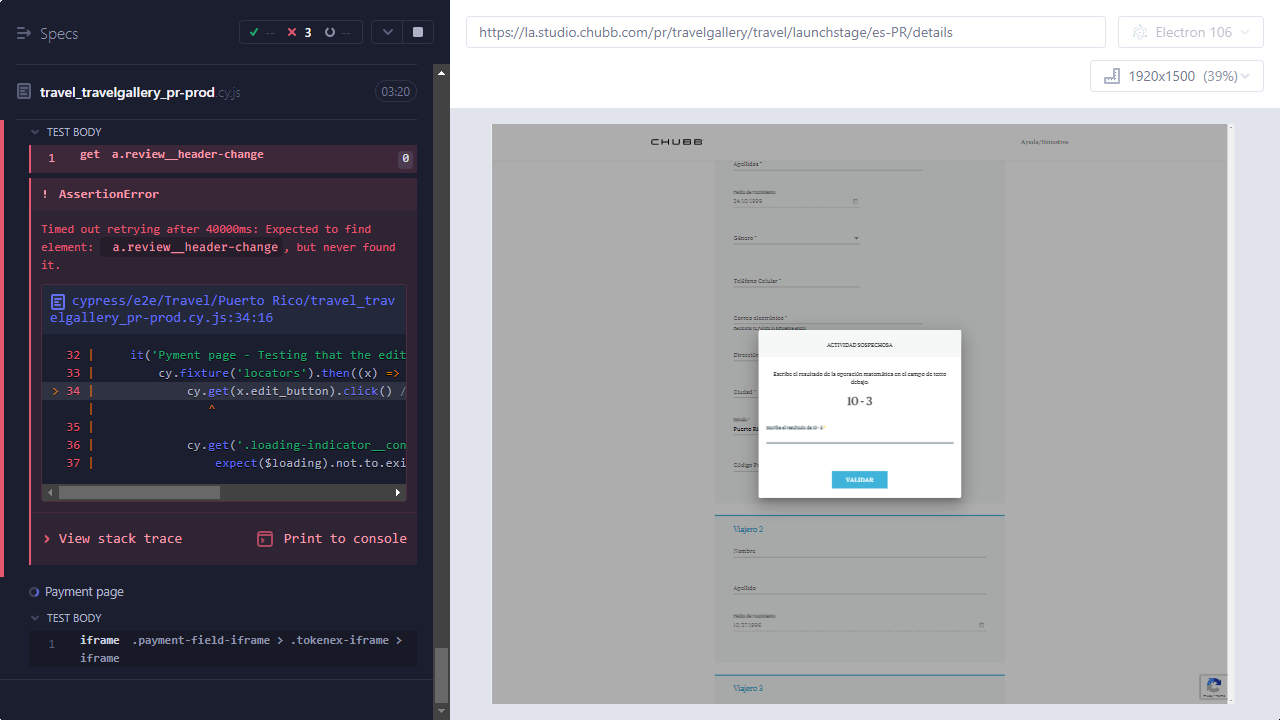 Specs
--
3
--
travel_travelgallery_pr-prod.cy.js
03:20
TEST BODY
1 get a.review__header-change 0
! AssertionError
Timed out retrying after 40000ms: Expected to find
element: a.review__header-change, but never found
it.
cypress/e2e/Travel/Puerto Rico/travel_trav
elgallery_pr-prod.cy.js:34:16
32 | it('Pyment page - Testing that the edit
33 | cy.fixture('locators').then((x) =>
> 34 | cy.get(x.edit_button).click() /
| ^
35 |
36 | cy.get('.loading-indicator__con
37 | expect($loading).not.to.exi
View stack trace
Print to console
Payment page
TEST BODY
1 iframe .payment-field-iframe > .tokenex-iframe >
iframe
https://la.studio.chubb.com/pr/travelgallery/travel/launchstage/es-PR/details
Electron 106
1920x1500 (39%)
CHUBB
Ayuda/Siniestros
Apellidos *
Fecha de Nacimiento
24/10/1999
Género *
Teléfono Celular *
Correo electrónico *
ACTIVIDAD SOSPECHOSA
Escribe el resultado de la operación matemática en el campo de texto
debajo.
10 - 3
Escribe el resultado de 10 - 3 *
VALIDAR
Dirección
Ciudad *
Estado *
Puerto Ri
Código Po
Viajero 2
Nombre
Apellido
Fecha de Nacimiento
10/27/1996
Viajero 3